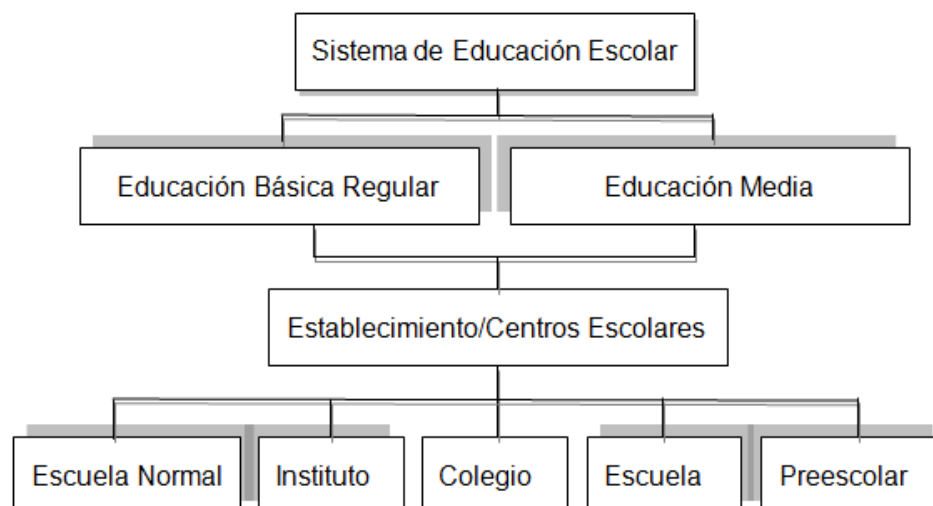 Sistema de Educación Escolar
Educación Básica Regular
Educación Media
Establecimiento/Centros Escolares
Escuela Normal
Instituto
Colegio
Escuela
Preescolar